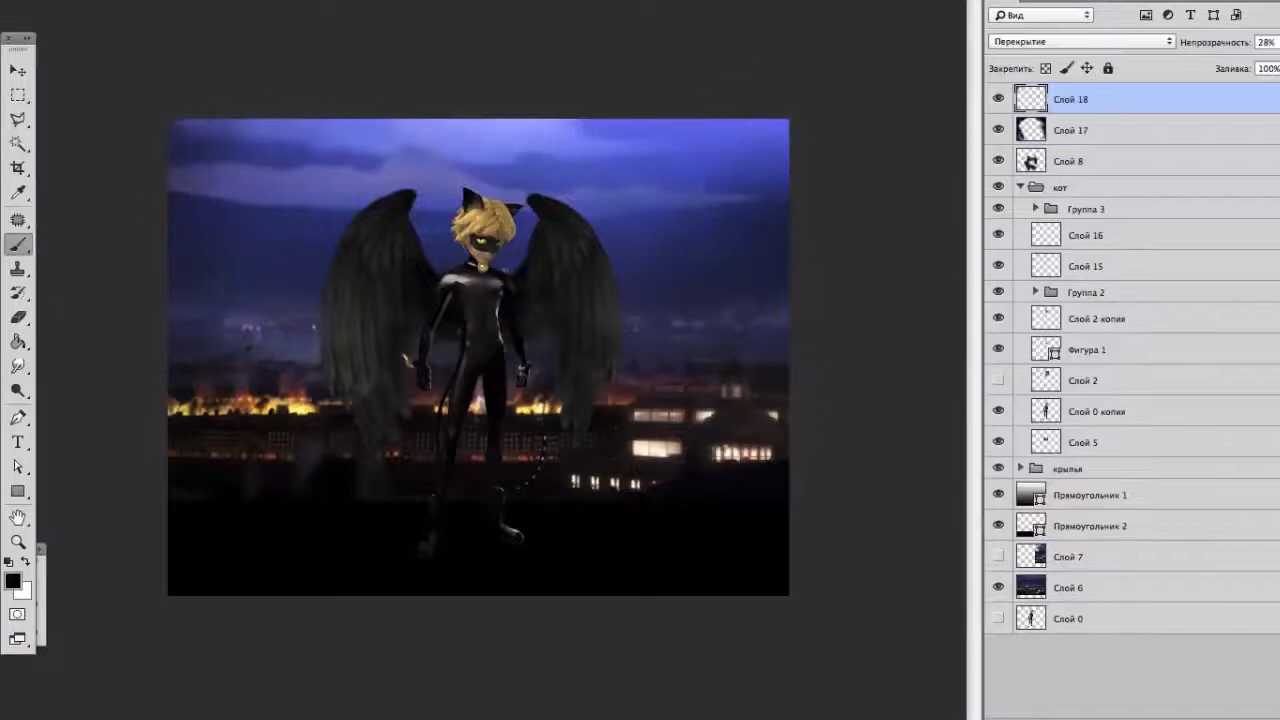 Вид
Перекрытие
Непрозрачность: 28%
Закрепить:
Заливка: 100%
Слой 18
Слой 17
Слой 8
кот
Группа 3
Слой 16
Слой 15
Группа 2
Слой 2 копия
Фигура 1
Слой 2
Слой 0 копия
Слой 5
крылья
Прямоугольник 1
Прямоугольник 2
Слой 7
Слой 6
Слой 0